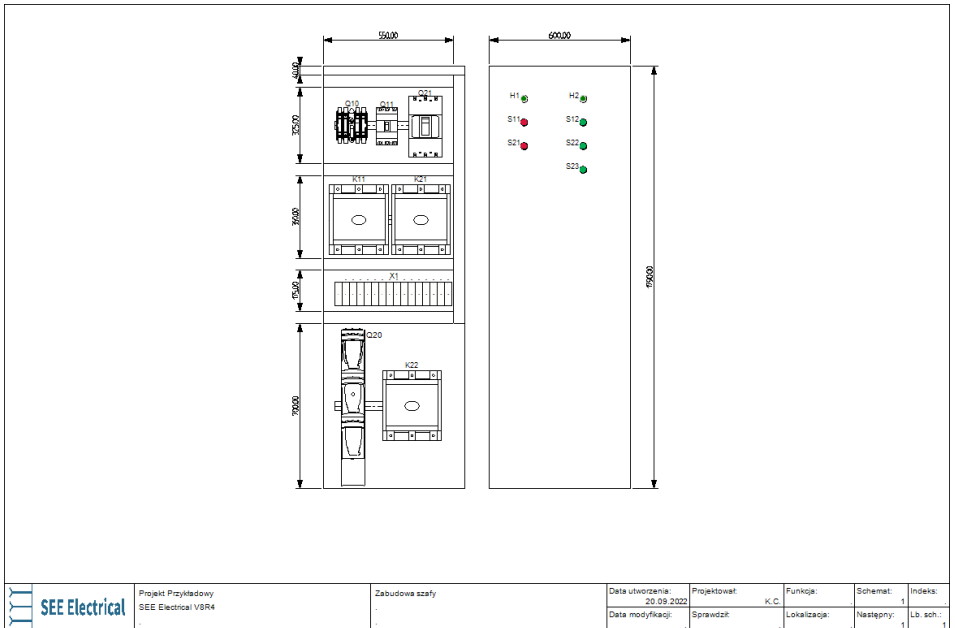 550.00
600.00
40.00
H1
H2
Q10
Q11
Q21
S11
S12
325.00
S21
S22
S23
K11
K21
350.00
1790.00
X1
175.00
Q20
K22
700.00
SEE Electrical
Projekt Przykładowy
SEE Electrical V8R4
.
Zabudowa szafy
.
.
Data utworzenia:
20.09.2022
Projektował:
K.C.
Funkcja:
.
Schemat:
1
Indeks:
.
Data modyfikacji:
.
Sprawdził:
.
Lokalizacja:
.
Następny:
1
Lb. sch.:
1